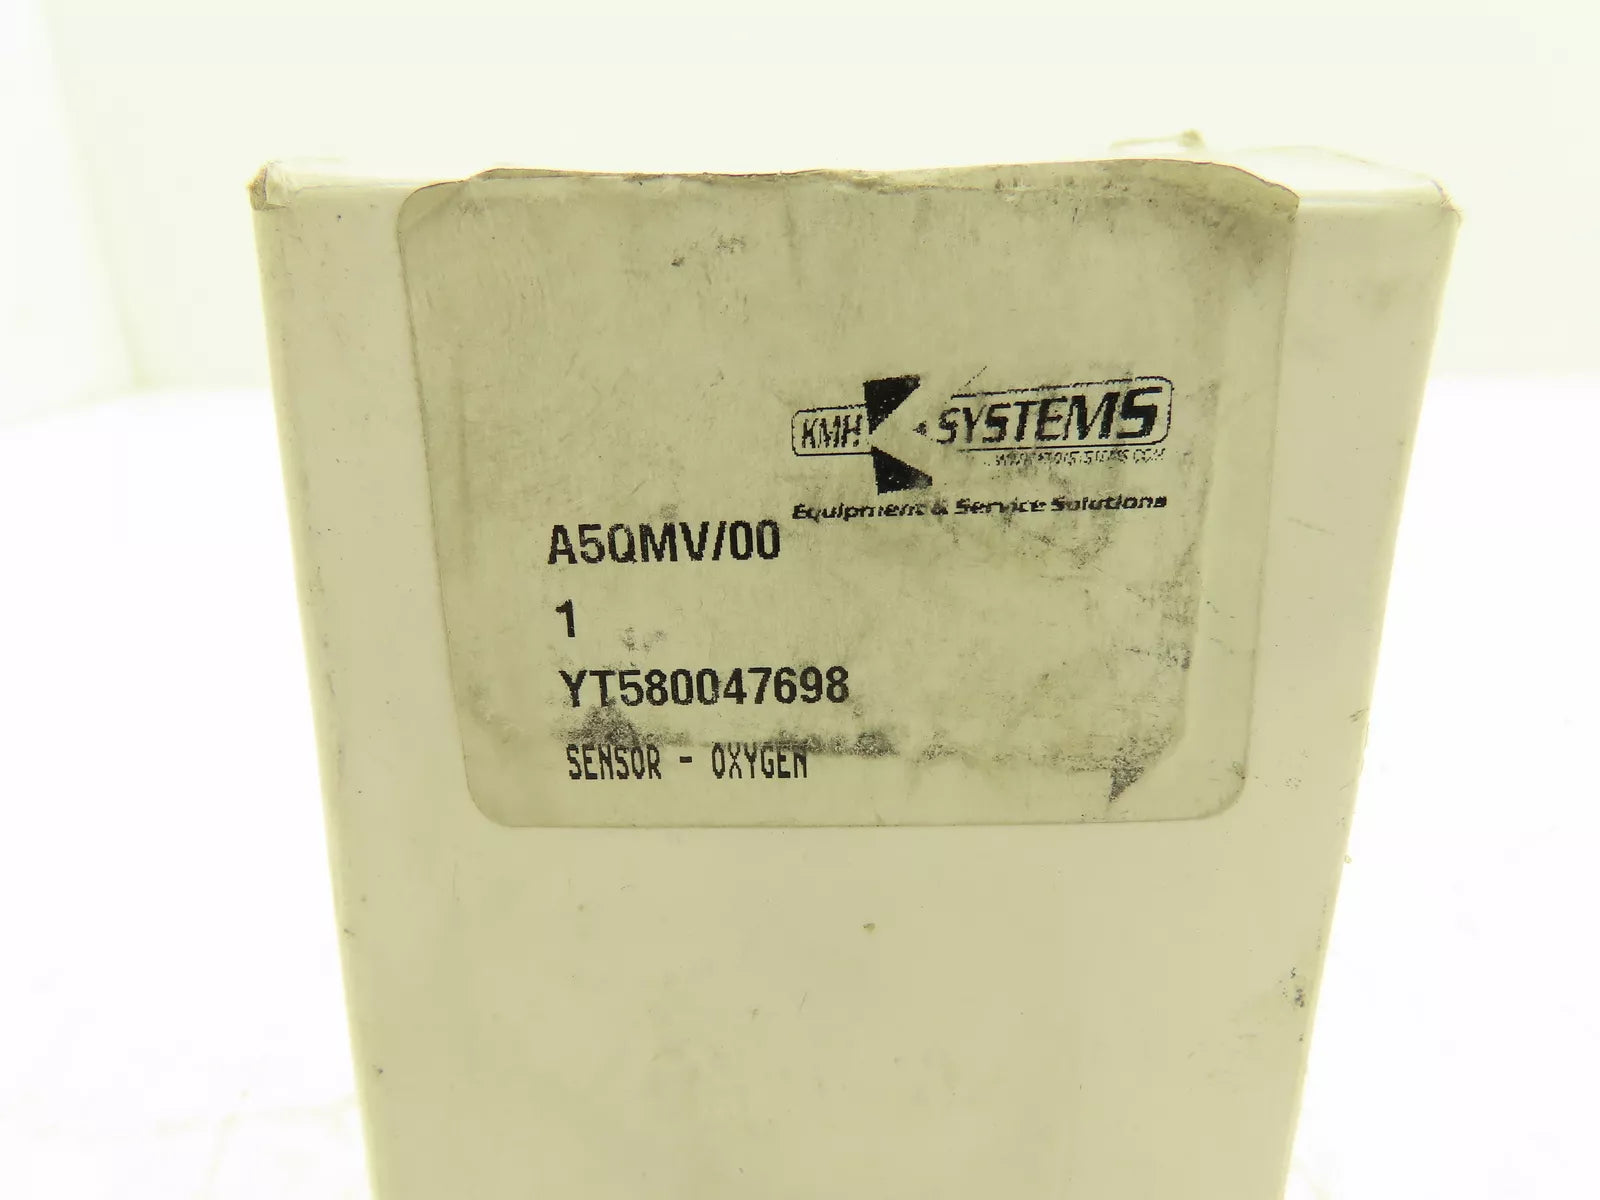 KMH SYSTEMS
Equipment & Service Solutions
A5QMV/00
1
YT580047698
SENSOR - OXYGEN